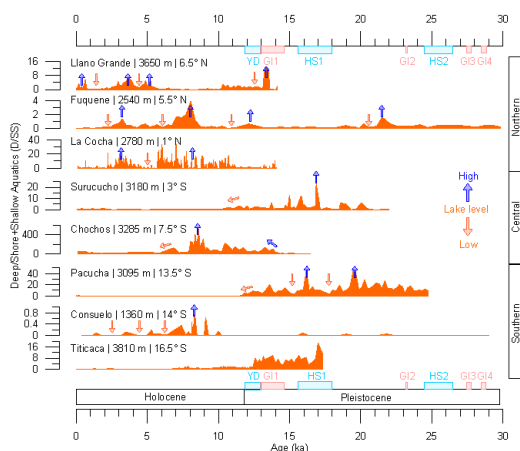 0 5 10 15 20 25 30
YD GI1 HS1 GI2 HS2 GI3 GI4
Llano Grande | 3650 m | 6.5° N
16
8
0
Fuquene | 2540 m | 5.5° N
4
2
0
La Cocha | 2780 m | 1° N
40
20
0
Surucucho | 3180 m | 3° S
20
10
0
Chochos | 3285 m | 7.5° S
400
0
Pacucha | 3095 m | 13.5° S
40
20
0
Consuelo | 1360 m | 14° S
0.8
0.4
0
Titicaca | 3810 m | 16.5° S
16
8
0
Deep/Shore+Shallow Aquatics (D/SS)
High
Lake level
Low
Northern
Central
Southern
YD GI1 HS1 GI2 HS2 GI3 GI4
Holocene Pleistocene
0 5 10 15 20 25 30
Age (ka)